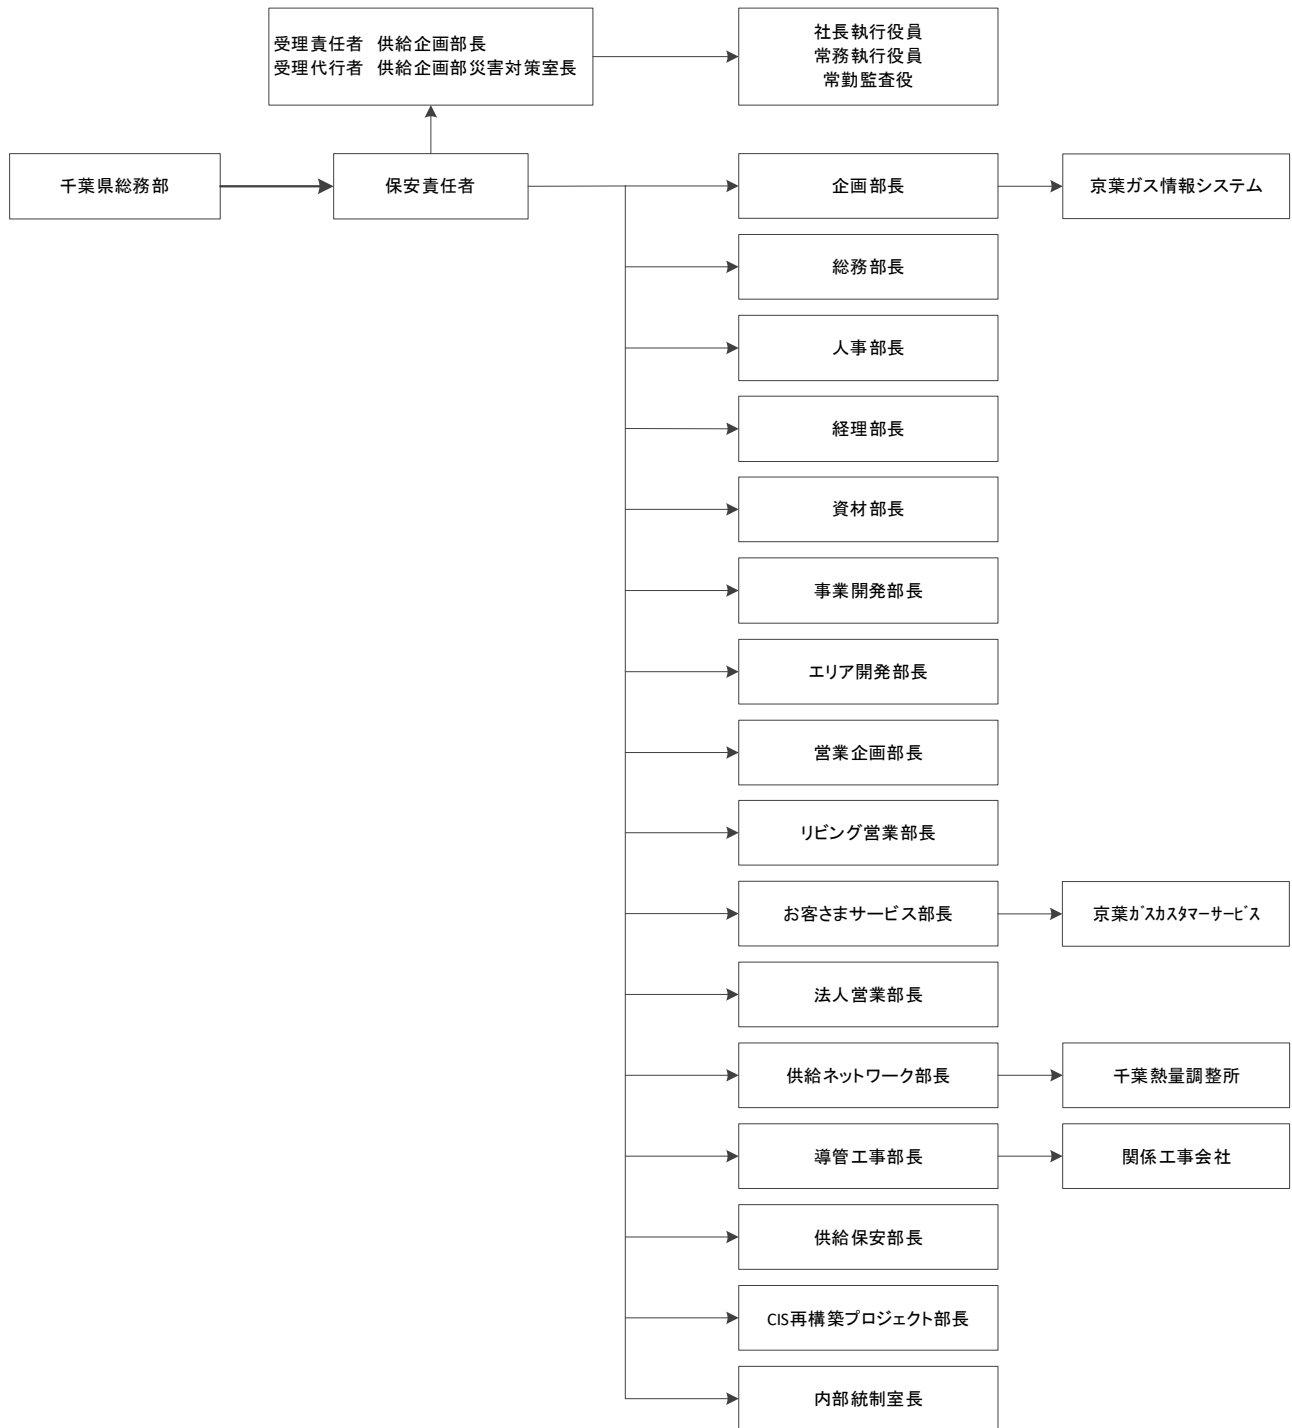 受理責任者　供給企画部長
受理代行者　供給企画部災害対策室長
社長執行役員
常務執行役員
常勤監査役
千葉県総務部
保安責任者
企画部長
京葉ガス情報システム
総務部長
人事部長
経理部長
資材部長
事業開発部長
エリア開発部長
営業企画部長
リビング営業部長
お客さまサービス部長
京葉ｶﾞｽｶｽﾀﾏｰｻｰﾋﾞｽ
法人営業部長
供給ネットワーク部長
千葉熱量調整所
導管工事部長
関係工事会社
供給保安部長
CIS再構築プロジェクト部長
内部統制室長